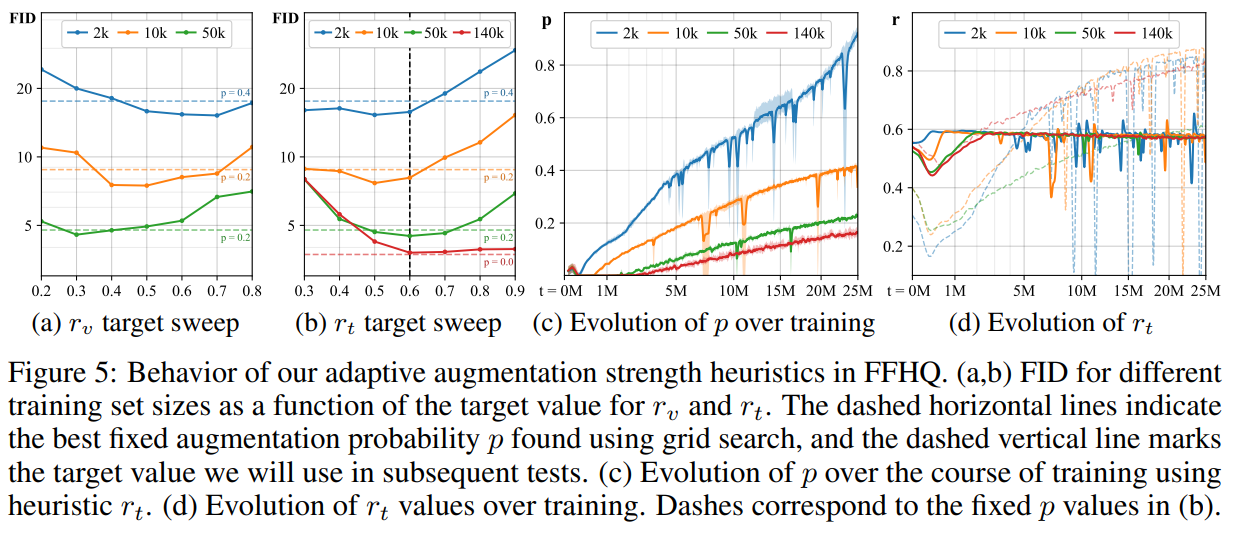 FID
2k 10k 50k
20
10
5
p = 0.4
p = 0.2
p = 0.2
0.2 0.3 0.4 0.5 0.6 0.7 0.8
(a) r_v target sweep
FID
2k 10k 50k 140k
20
10
5
p = 0.4
p = 0.2
p = 0.2
p = 0.0
0.3 0.4 0.5 0.6 0.7 0.8 0.9
(b) r_t target sweep
p
2k 10k 50k 140k
0.8
0.6
0.4
0.2
t = 0M 1M 5M 10M 15M 20M 25M
(c) Evolution of p over training
r
2k 10k 50k 140k
0.8
0.6
0.4
0.2
t = 0M 1M 5M 10M 15M 20M 25M
(d) Evolution of r_t
Figure 5: Behavior of our adaptive augmentation strength heuristics in FFHQ. (a,b) FID for different
training set sizes as a function of the target value for r_v and r_t. The dashed horizontal lines indicate
the best fixed augmentation probability p found using grid search, and the dashed vertical line marks
the target value we will use in subsequent tests. (c) Evolution of p over the course of training using
heuristic r_t. (d) Evolution of r_t values over training. Dashes correspond to the fixed p values in (b).